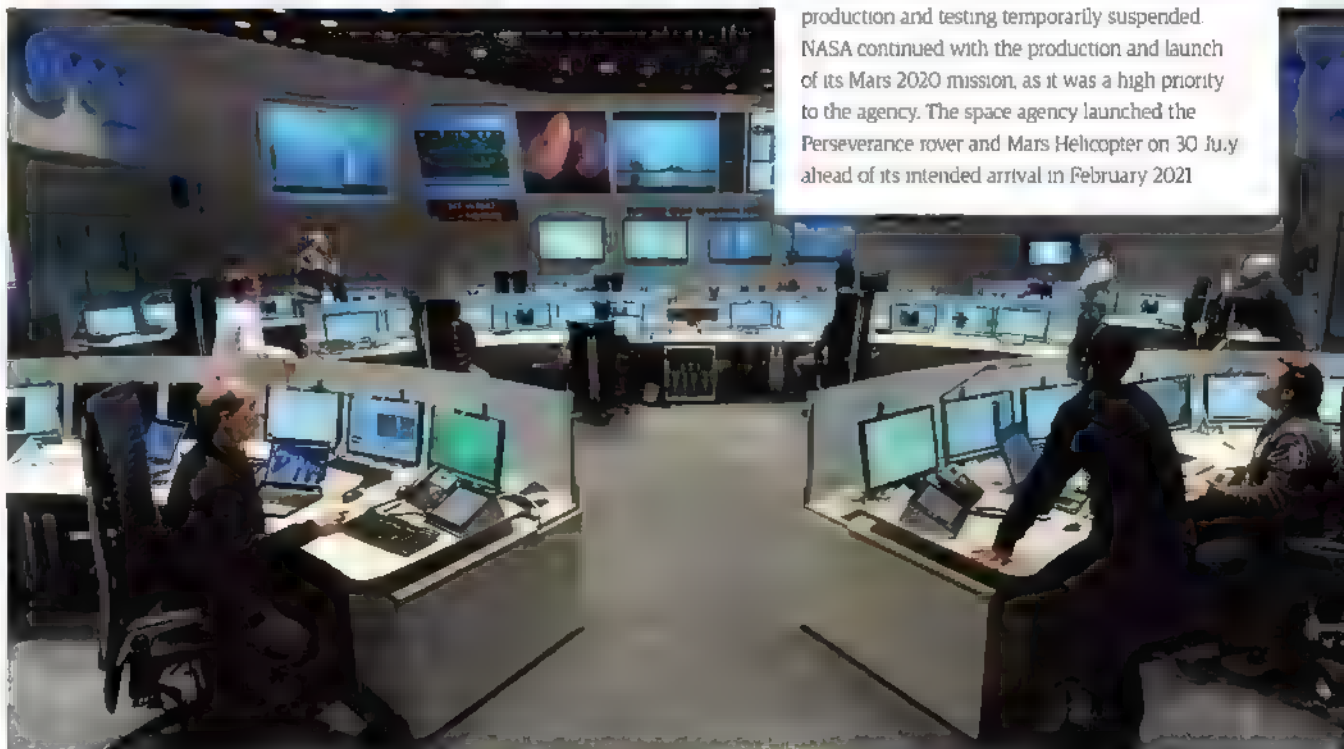 production and testing temporarily suspended.
NASA continued with the production and launch
of its Mars 2020 mission, as it was a high priority
to the agency. The space agency launched the
Perseverance rover and Mars Helicopter on 30 July
ahead of its intended arrival in February 2021